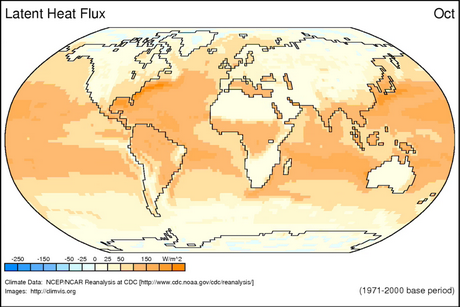 Latent Heat Flux
Oct
-250 -150 -50 -25 0 25 50 150 W/m^2
Climate Data: NCEP/NCAR Reanalysis at CDC [http://www.cdc.noaa.gov/cdc/reanalysis/]
Images: http://climvis.org
(1971-2000 base period)